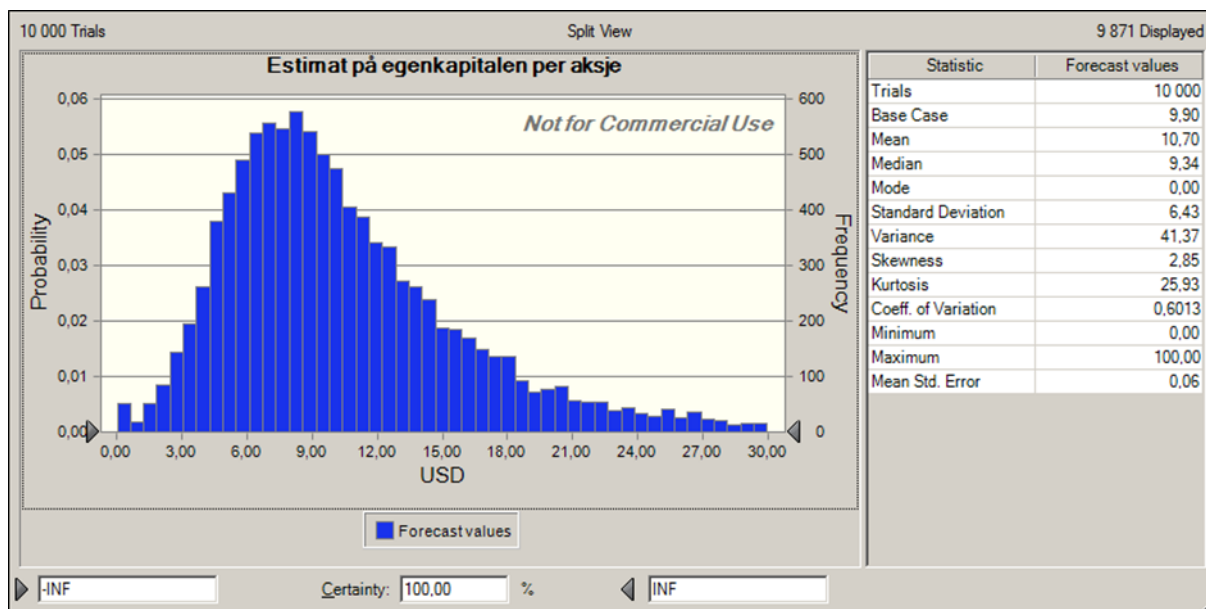 10 000 Trials
Split View
9 871 Displayed
Estimat på egenkapitalen per aksje
Not for Commercial Use
Probability
0,06
0,05
0,04
0,03
0,02
0,01
0,00
Frequency
600
500
400
300
200
100
0
0,00 3,00 6,00 9,00 12,00 15,00 18,00 21,00 24,00 27,00 30,00
USD
Forecast values
Statistic Forecast values
Trials 10 000
Base Case 9,90
Mean 10,70
Median 9,34
Mode 0,00
Standard Deviation 6,43
Variance 41,37
Skewness 2,85
Kurtosis 25,93
Coeff. of Variation 0,6013
Minimum 0,00
Maximum 100,00
Mean Std. Error 0,06
-INF Certainty: 100,00 % INF